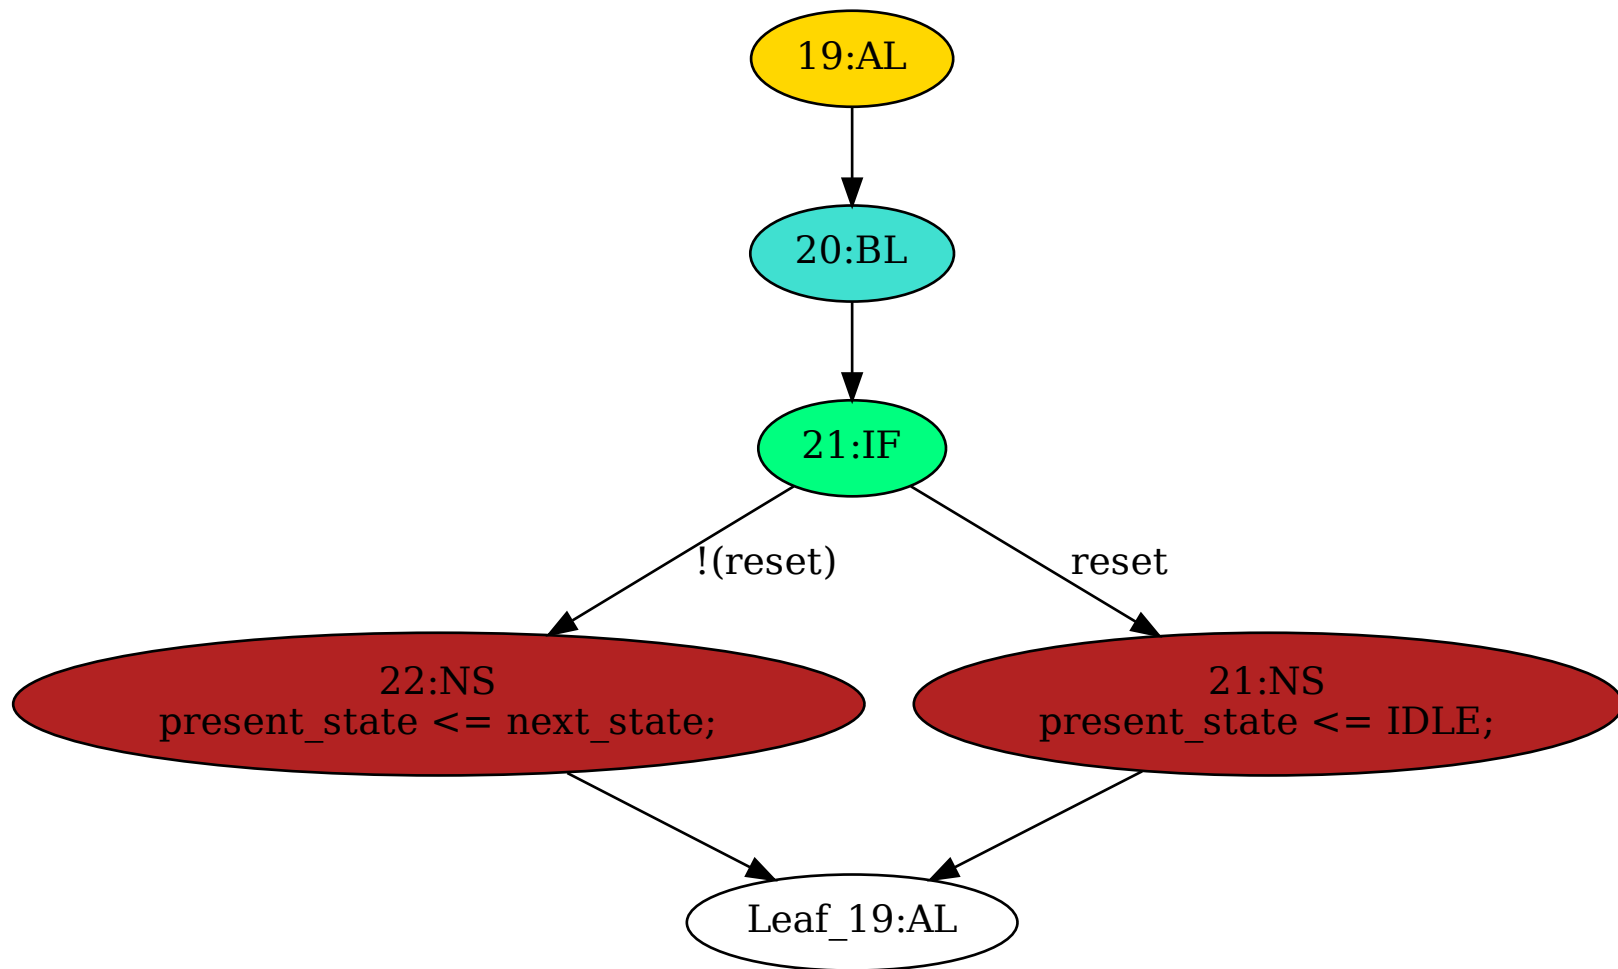 19:AL
20:BL
21:IF
!(reset)
reset
22:NS
present_state <= next_state;
21:NS
present_state <= IDLE;
Leaf_19:AL